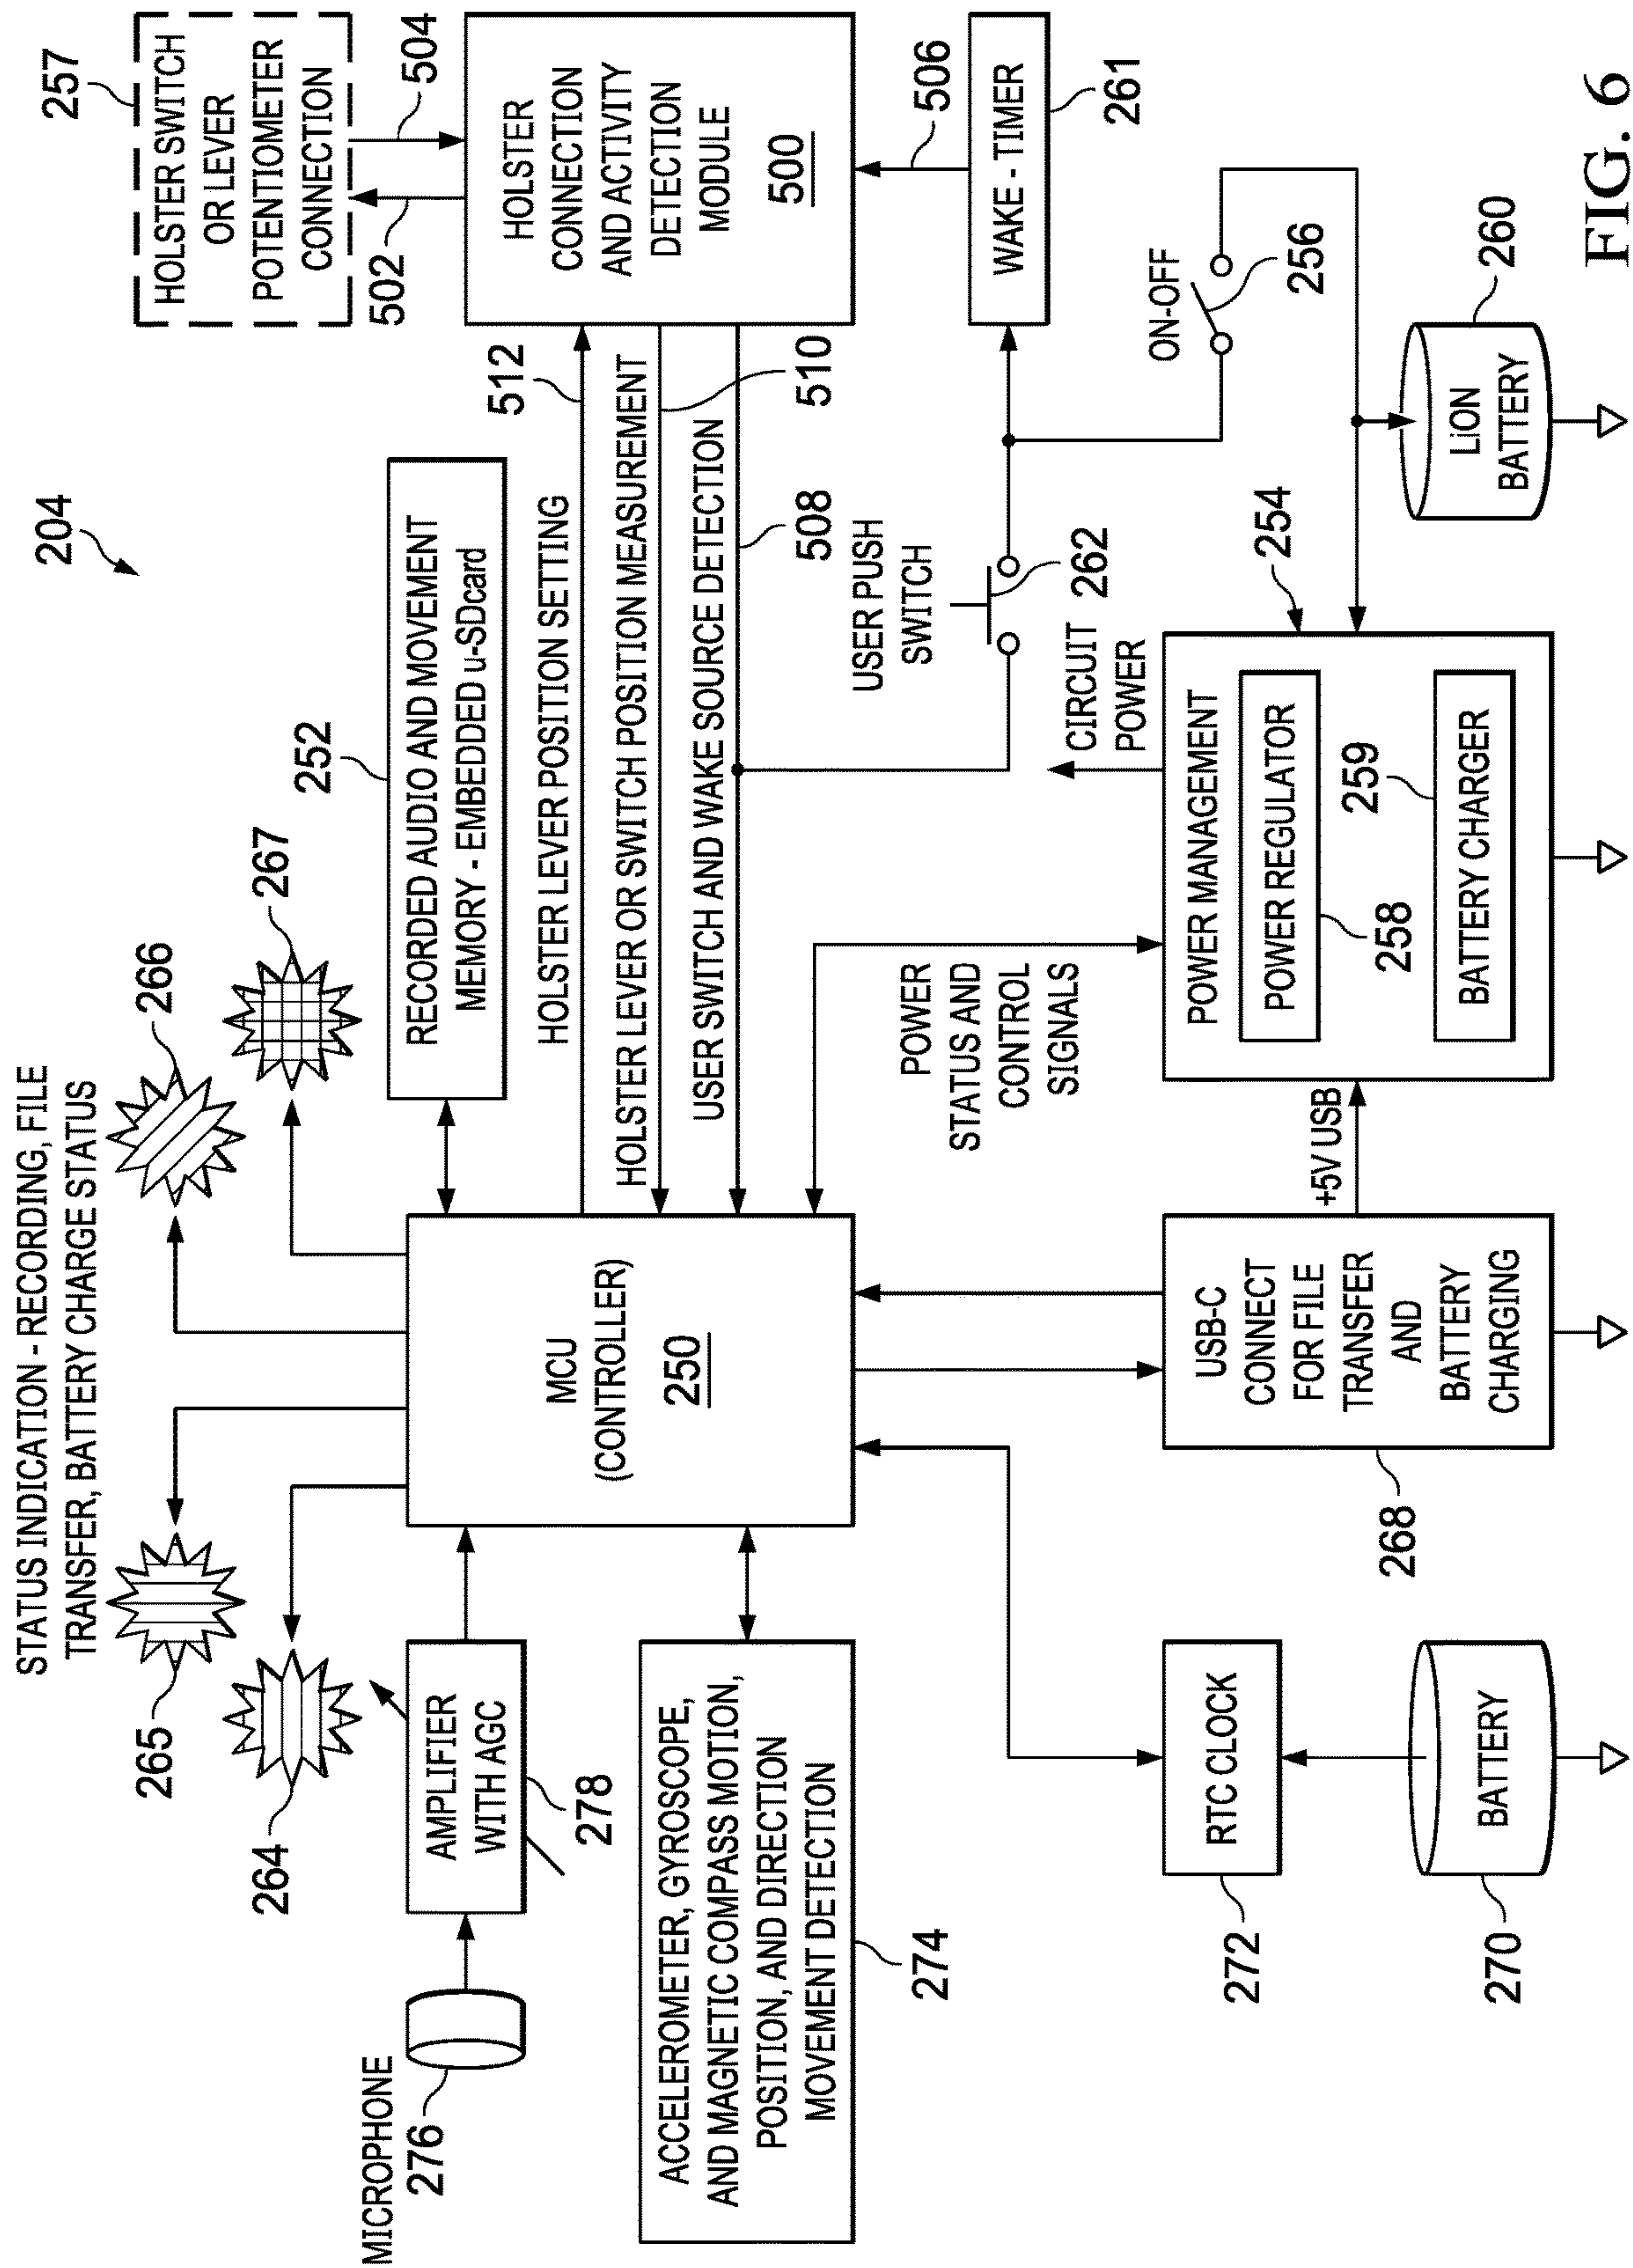 204
STATUS INDICATION - RECORDING, FILE
TRANSFER, BATTERY CHARGE STATUS
265
266
264
267
252
257
HOLSTER SWITCH
OR LEVER
POTENTIOMETER
CONNECTION
502
504
MICROPHONE
276
AMPLIFIER
WITH AGC
278
RECORDED AUDIO AND MOVEMENT
MEMORY - EMBEDDED u-SDcard
512
HOLSTER LEVER POSITION SETTING
HOLSTER LEVER OR SWITCH POSITION MEASUREMENT
510
USER SWITCH AND WAKE SOURCE DETECTION
508
HOLSTER
CONNECTION
AND ACTIVITY
DETECTION
MODULE
500
MCU
(CONTROLLER)
250
ACCELEROMETER, GYROSCOPE,
AND MAGNETIC COMPASS MOTION,
POSITION, AND DIRECTION
MOVEMENT DETECTION
274
USER PUSH
SWITCH
262
506
WAKE - TIMER
261
POWER
STATUS AND
CONTROL
SIGNALS
CIRCUIT
POWER
ON-OFF
256
254
RTC CLOCK
272
BATTERY
270
USB-C
CONNECT
FOR FILE
TRANSFER
AND
BATTERY
CHARGING
268
+5V USB
POWER MANAGEMENT
POWER REGULATOR
258
259
BATTERY CHARGER
LiON
BATTERY
260
FIG. 6